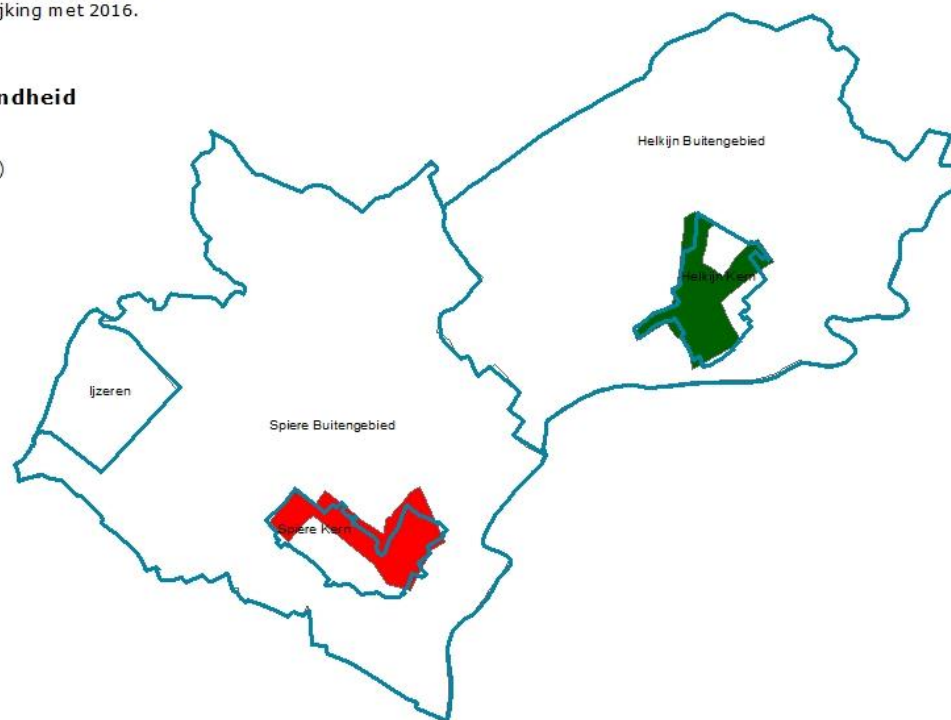 jking met 2016.
ndheid
)
Helkijn Buitengebied
Helkijn Kern
Ijzeren
Spiere Buitengebied
Spiere Kern